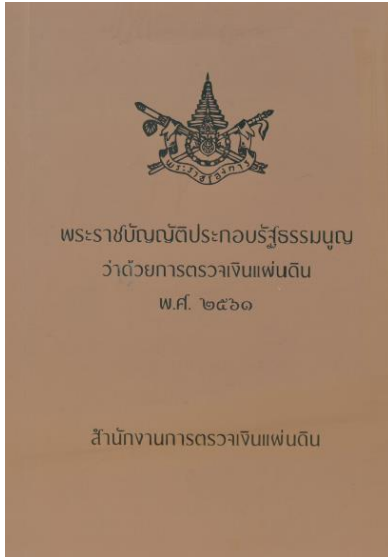 พระราชบัญญัติประกอบรัฐธรรมนูญ
ว่าด้วยการตรวจเงินแผ่นดิน
พ.ศ. ๒๕๖๑
สำนักงานการตรวจเงินแผ่นดิน